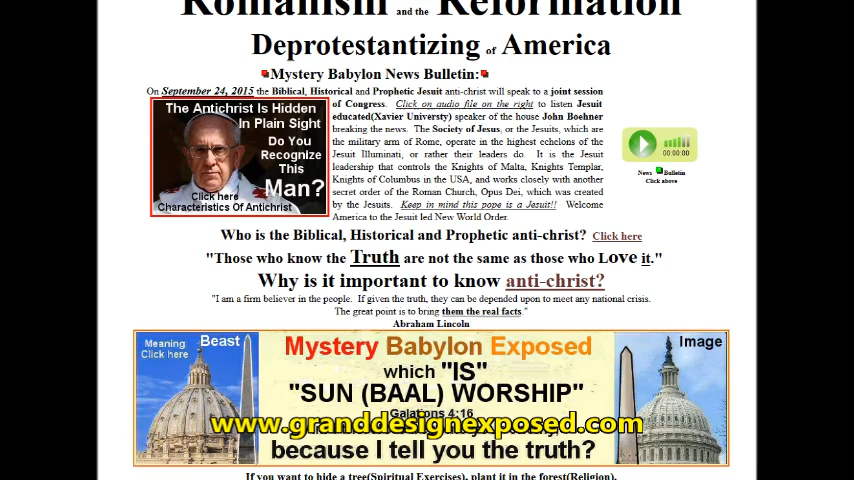 Romanism and the Reformation
Deprotestantizing of America
Mystery Babylon News Bulletin:
On September 24, 2015 the Biblical, Historical and Prophetic Jesuit anti-christ will speak to a joint session
of Congress. Click on audio file on the right to listen Jesuit
educated(Xavier Universty) speaker of the house John Boehner
breaking the news. The Society of Jesus, or the Jesuits, which are
the military arm of Rome, operate in the highest echelons of the
Jesuit Illuminati, or rather their leaders do. It is the Jesuit
leadership that controls the Knights of Malta, Knights Templar,
Knights of Columbus in the USA, and works closely with another
secret order of the Roman Church, Opus Dei, which was created
by the Jesuits. Keep in mind this pope is a Jesuit!! Welcome
America to the Jesuit led New World Order.
The Antichrist Is Hidden
In Plain Sight
Do You
Recognize
This
Man?
Click here
Characteristics Of Antichrist
00:00:00
News Bulletin
Click above
Who is the Biblical, Historical and Prophetic anti-christ? Click here
"Those who know the Truth are not the same as those who Love it."
Why is it important to know anti-christ?
"I am a firm believer in the people. If given the truth, they can be depended upon to meet any national crisis.
The great point is to bring them the real facts."
Abraham Lincoln
Meaning
Click here
Beast
Mystery Babylon Exposed
which "IS"
"SUN (BAAL) WORSHIP"
Galations 4:16
www.granddesignexposed.com
because I tell you the truth?
Image
If you want to hide a tree(Spiritual Exercises), plant it in the forest(Religion).